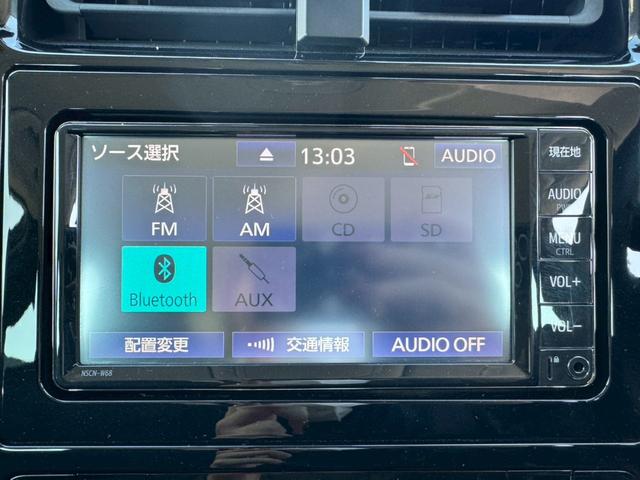 ソース選択 13:03 AUDIO
FM AM CD SD
Bluetooth AUX
配置変更 交通情報 AUDIO OFF
NSCN-W68
現在地
AUDIO
PWR
MENU
CTRL
VOL+
VOL−